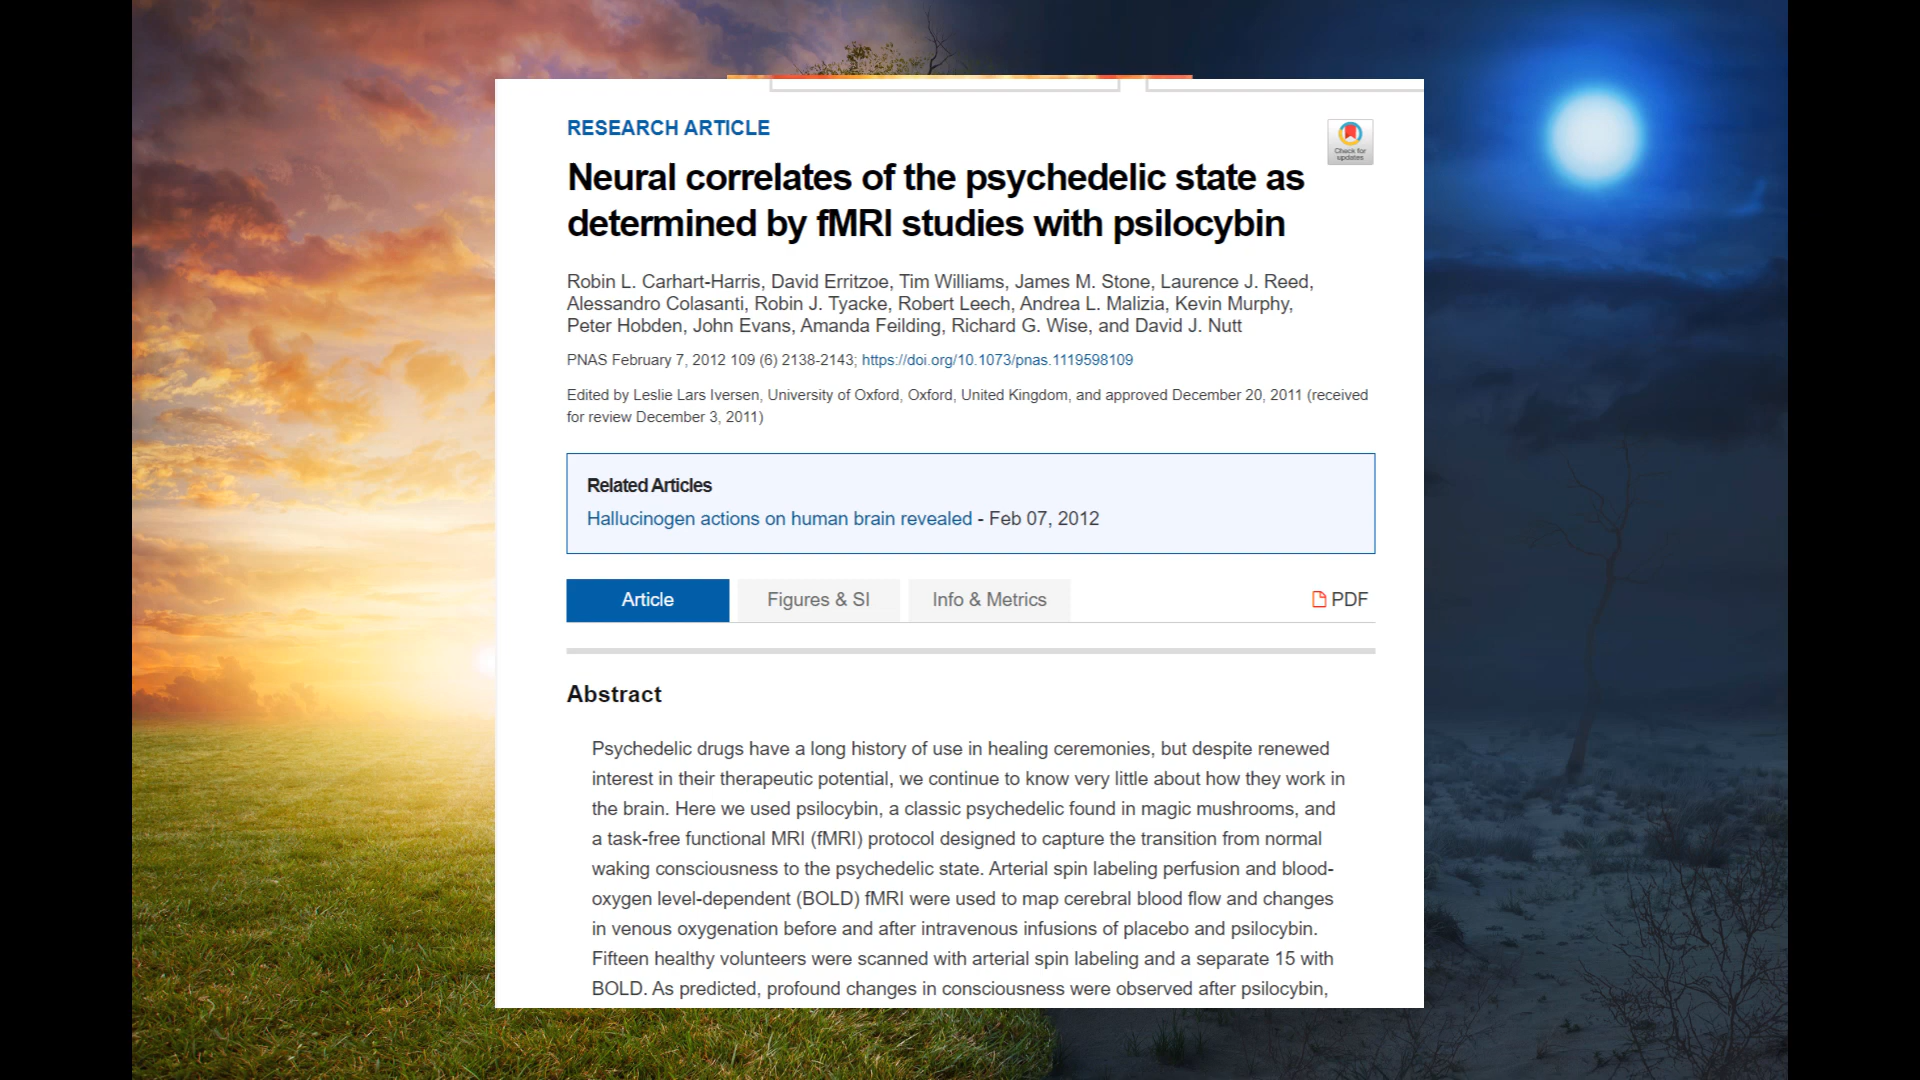 RESEARCH ARTICLE
Check for
updates
Neural correlates of the psychedelic state as
determined by fMRI studies with psilocybin
Robin L. Carhart-Harris, David Erritzoe, Tim Williams, James M. Stone, Laurence J. Reed,
Alessandro Colasanti, Robin J. Tyacke, Robert Leech, Andrea L. Malizia, Kevin Murphy,
Peter Hobden, John Evans, Amanda Feilding, Richard G. Wise, and David J. Nutt
PNAS February 7, 2012 109 (6) 2138-2143; https://doi.org/10.1073/pnas.1119598109
Edited by Leslie Lars Iversen, University of Oxford, Oxford, United Kingdom, and approved December 20, 2011 (received
for review December 3, 2011)
Related Articles
Hallucinogen actions on human brain revealed - Feb 07, 2012
Article Figures & SI Info & Metrics PDF
Abstract
Psychedelic drugs have a long history of use in healing ceremonies, but despite renewed
interest in their therapeutic potential, we continue to know very little about how they work in
the brain. Here we used psilocybin, a classic psychedelic found in magic mushrooms, and
a task-free functional MRI (fMRI) protocol designed to capture the transition from normal
waking consciousness to the psychedelic state. Arterial spin labeling perfusion and blood-
oxygen level-dependent (BOLD) fMRI were used to map cerebral blood flow and changes
in venous oxygenation before and after intravenous infusions of placebo and psilocybin.
Fifteen healthy volunteers were scanned with arterial spin labeling and a separate 15 with
BOLD. As predicted, profound changes in consciousness were observed after psilocybin,